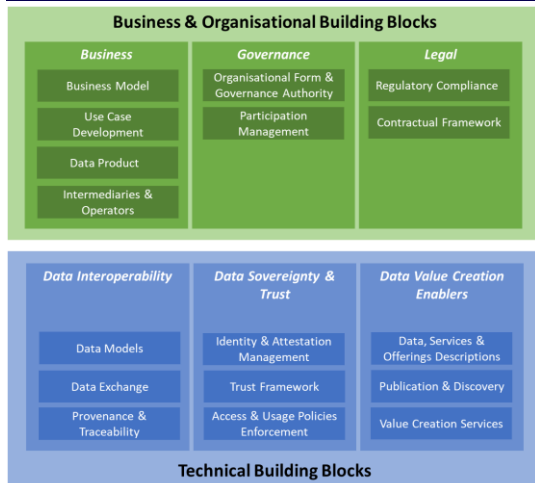 Business & Organisational Building Blocks
Business
Business Model
Use Case
Development
Data Product
Intermediaries &
Operators
Governance
Organisational Form &
Governance Authority
Participation
Management
Legal
Regulatory Compliance
Contractual Framework
Data Interoperability
Data Models
Data Exchange
Provenance &
Traceability
Data Sovereignty &
Trust
Identity & Attestation
Management
Trust Framework
Access & Usage Policies
Enforcement
Data Value Creation
Enablers
Data, Services &
Offerings Descriptions
Publication & Discovery
Value Creation Services
Technical Building Blocks